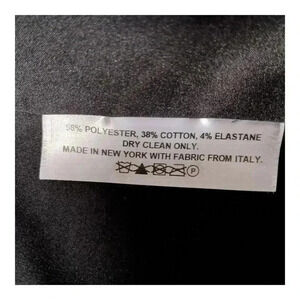 58% POLYESTER, 38% COTTON, 4% ELASTANE
DRY CLEAN ONLY.
MADE IN NEW YORK WITH FABRIC FROM ITALY.
P